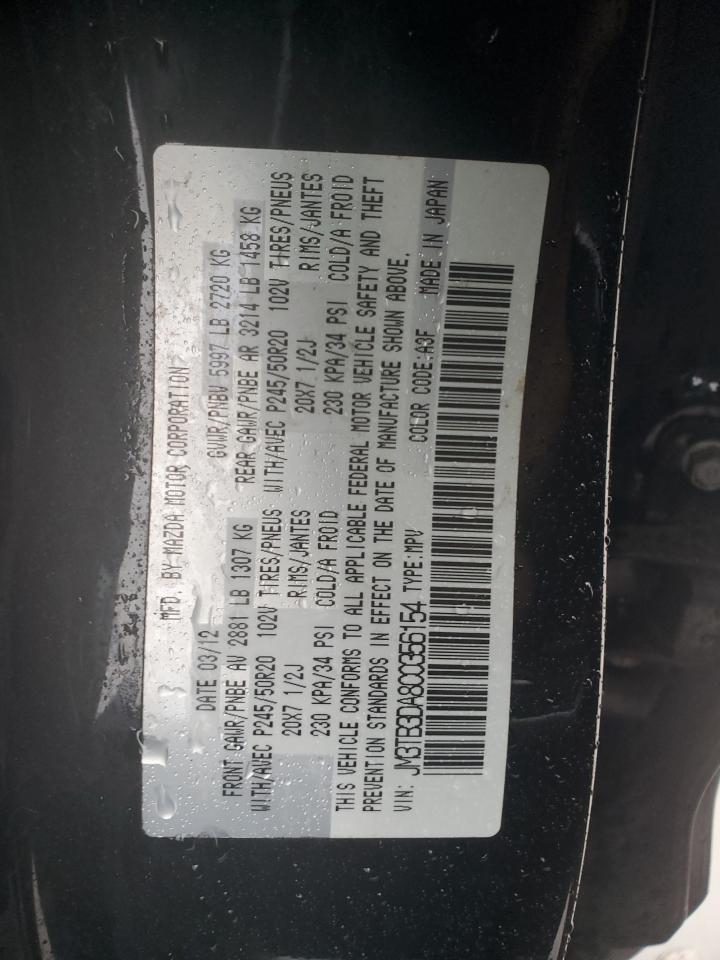 MFD. BY MAZDA MOTOR CORPORATION
DATE 03/12 GVWR/PNBV 5997 LB 2720 KG
FRONT GAWR/PNBE AV 2881 LB 1307 KG REAR GAWR/PNBE AR 3214 LB 1458 KG
WITH/AVEC P245/50R20 102V TIRES/PNEUS WITH/AVEC P245/50R20 102V TIRES/PNEUS
20X7 1/2J RIMS/JANTES 20X7 1/2J RIMS/JANTES
230 KPA/34 PSI COLD/A FROID 230 KPA/34 PSI COLD/A FROID
THIS VEHICLE CONFORMS TO ALL APPLICABLE FEDERAL MOTOR VEHICLE SAFETY AND THEFT
PREVENTION STANDARDS IN EFFECT ON THE DATE OF MANUFACTURE SHOWN ABOVE.
VIN: JM3TB3DA8C0356154 TYPE:MPV COLOR CODE:A3F MADE IN JAPAN